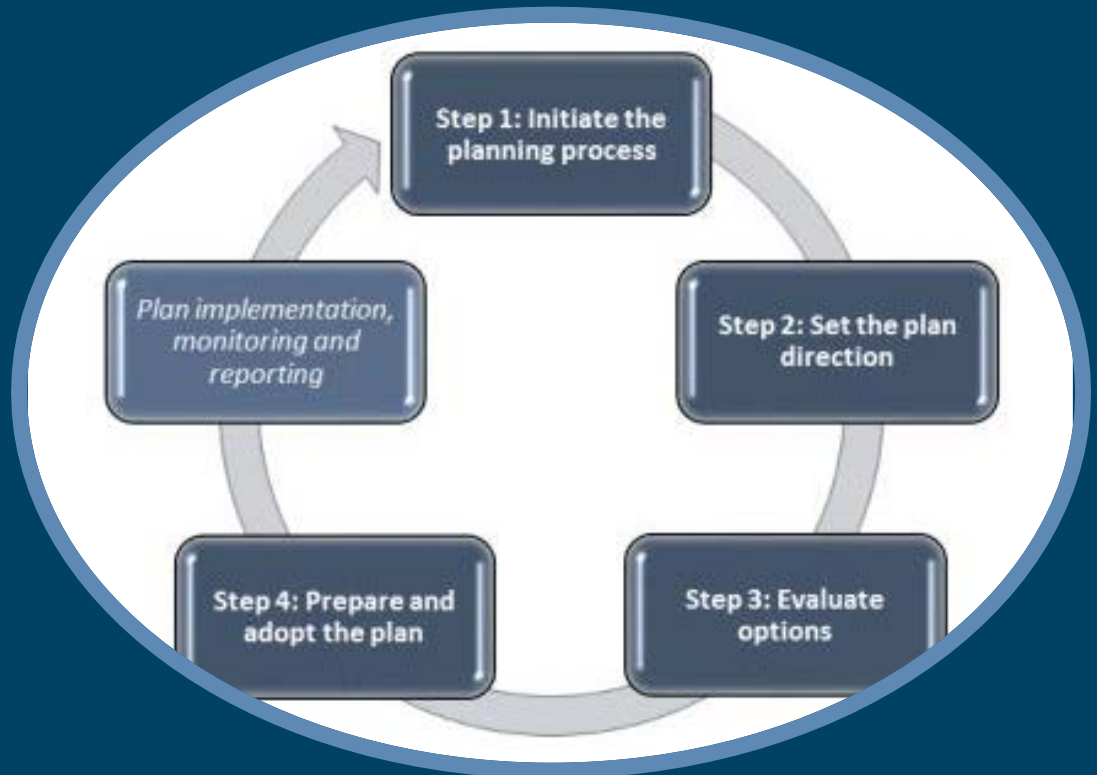 Step 1: Initiate the
planning process
Step 2: Set the plan
direction
Step 3: Evaluate
options
Step 4: Prepare and
adopt the plan
Plan implementation,
monitoring and
reporting